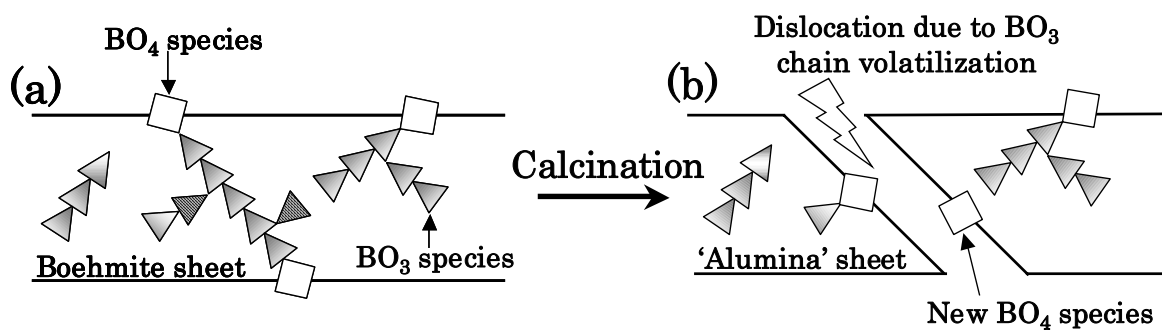 (a)
BO4 species
Boehmite sheet
BO3 species
Calcination
(b)
Dislocation due to BO3
chain volatilization
‘Alumina’ sheet
New BO4 species